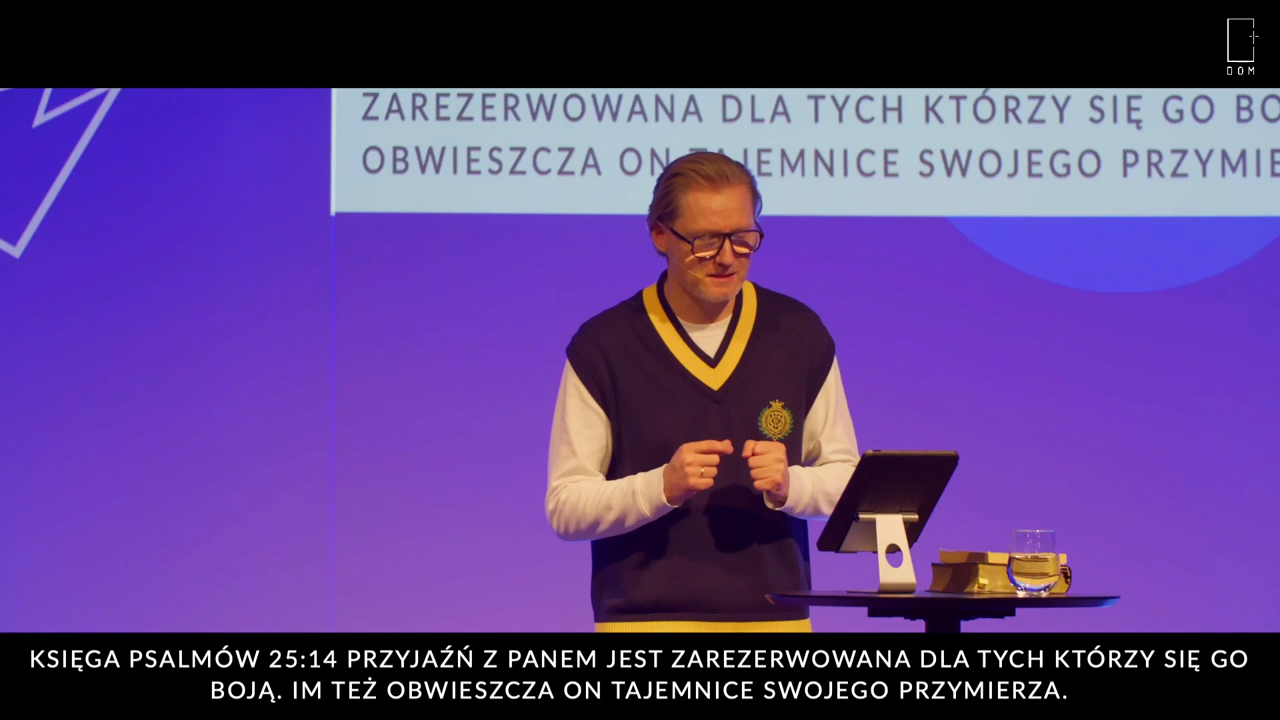 DOM
ZAREZERWOWANA DLA TYCH KTÓRZY SIĘ GO BO
OBWIESZCZA ON TAJEMNICE SWOJEGO PRZYMIE
KSIĘGA PSALMÓW 25:14 PRZYJAŹŃ Z PANEM JEST ZAREZERWOWANA DLA TYCH KTÓRZY SIĘ GO
BOJĄ. IM TEŻ OBWIESZCZA ON TAJEMNICE SWOJEGO PRZYMIERZA.